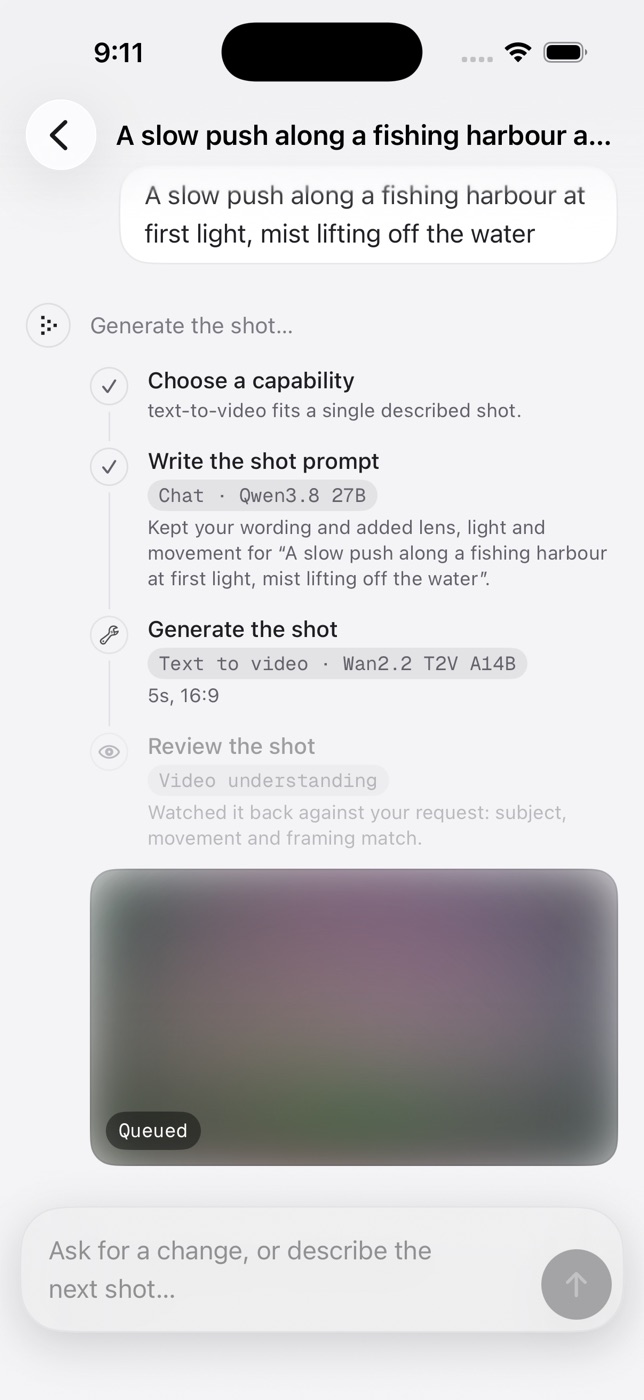 9:11
A slow push along a fishing harbour a...
A slow push along a fishing harbour at
first light, mist lifting off the water
Generate the shot...
Choose a capability
text-to-video fits a single described shot.
Write the shot prompt
Chat · Qwen3.8 27B
Kept your wording and added lens, light and
movement for “A slow push along a fishing harbour
at first light, mist lifting off the water”.
Generate the shot
Text to video · Wan2.2 T2V A14B
5s, 16:9
Review the shot
Video understanding
Watched it back against your request: subject,
movement and framing match.
Queued
Ask for a change, or describe the
next shot...